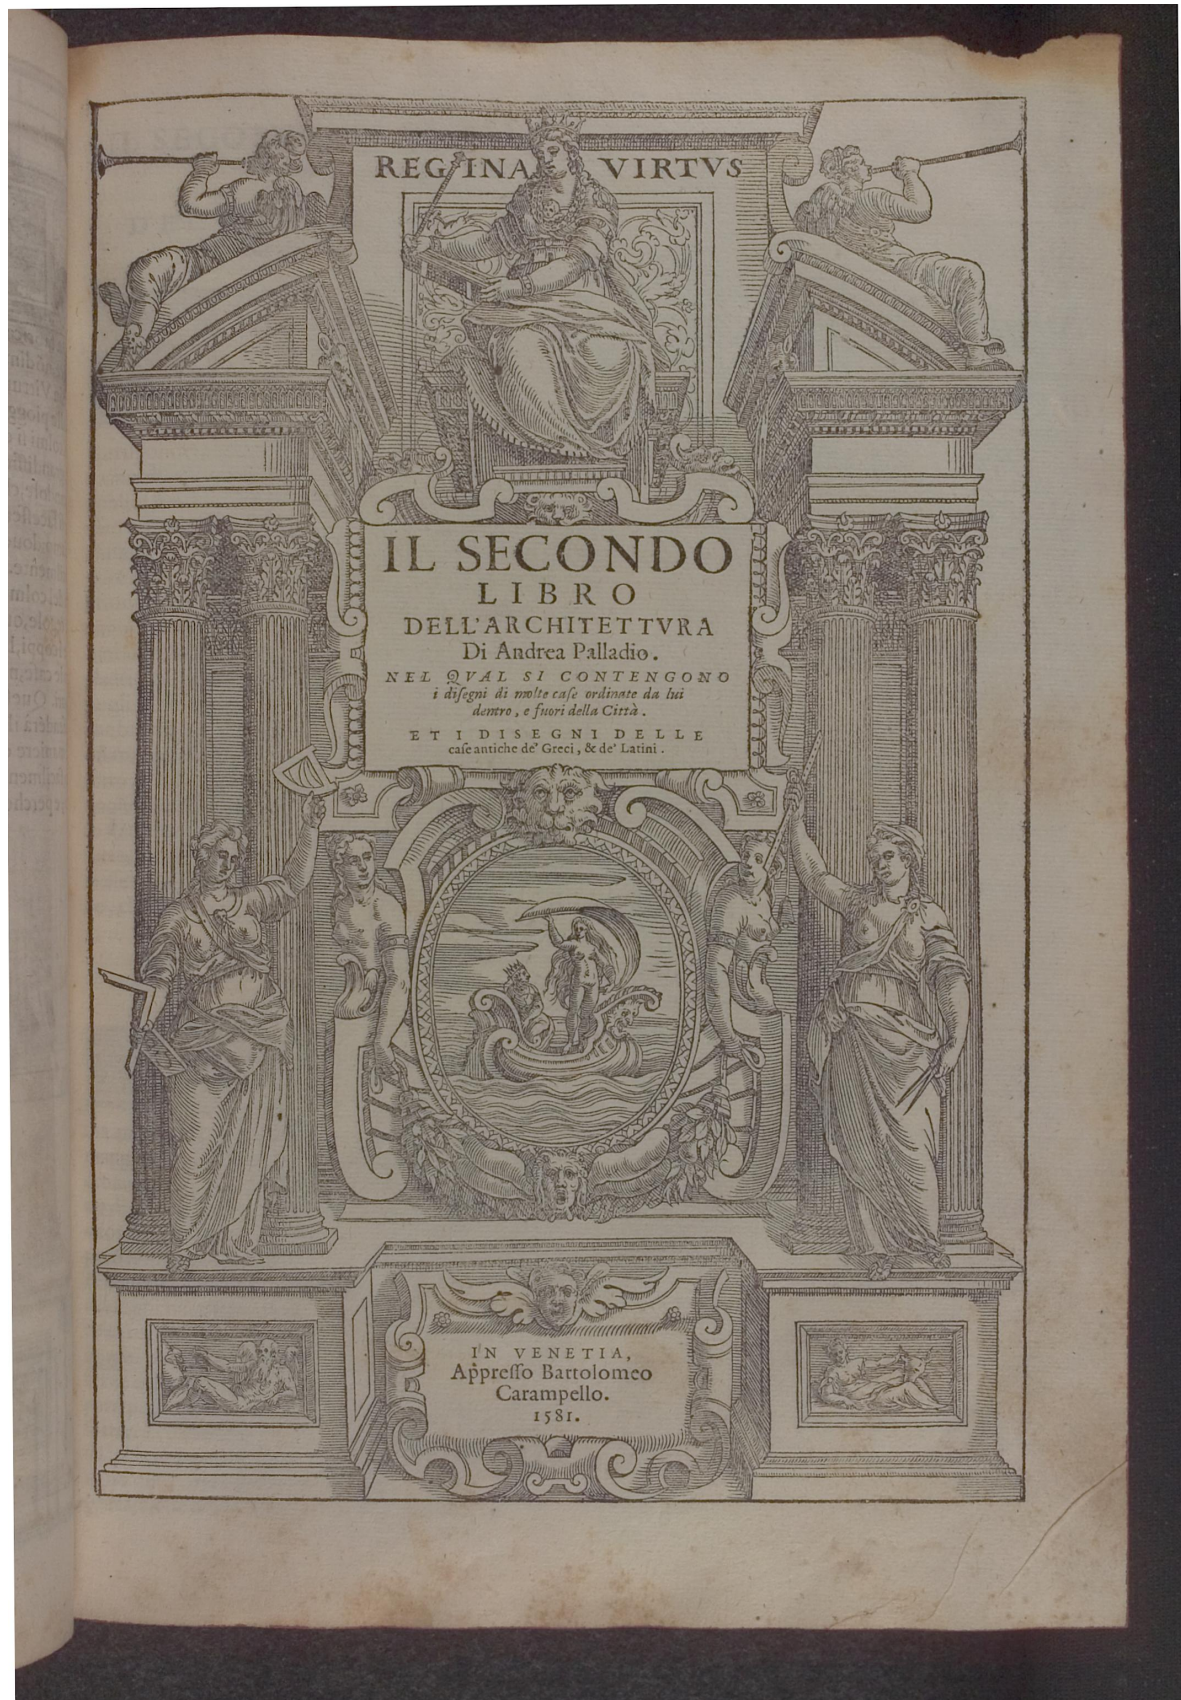 REGINA VIRTVS
IL SECONDO
LIBRO
DELL'ARCHITETTVRA
Di Andrea Palladio.
NEL QVAL SI CONTENGONO
i disegni di molte case ordinate da lui
dentro, e fuori della Città.
ET I DISEGNI DELLE
case antiche de' Greci, & de' Latini.
IN VENETIA,
Appresso Bartolomeo
Carampello.
1581.